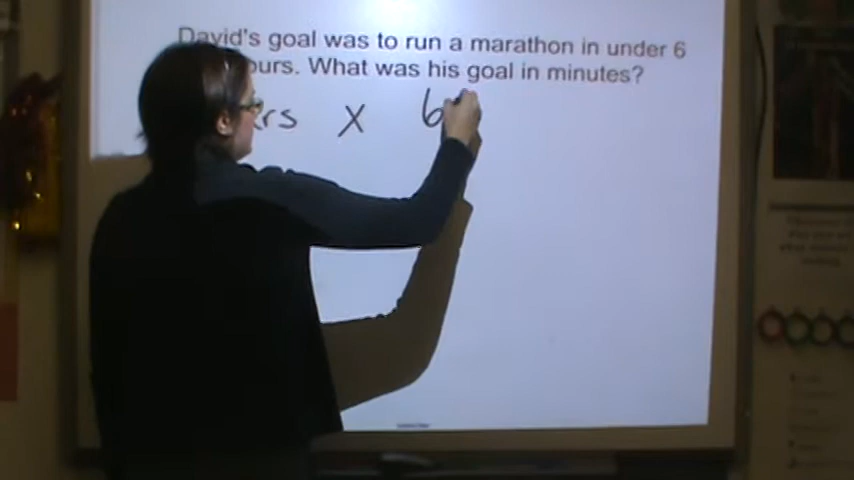 David's goal was to run a marathon in under 6
ours. What was his goal in minutes?
rs x 6